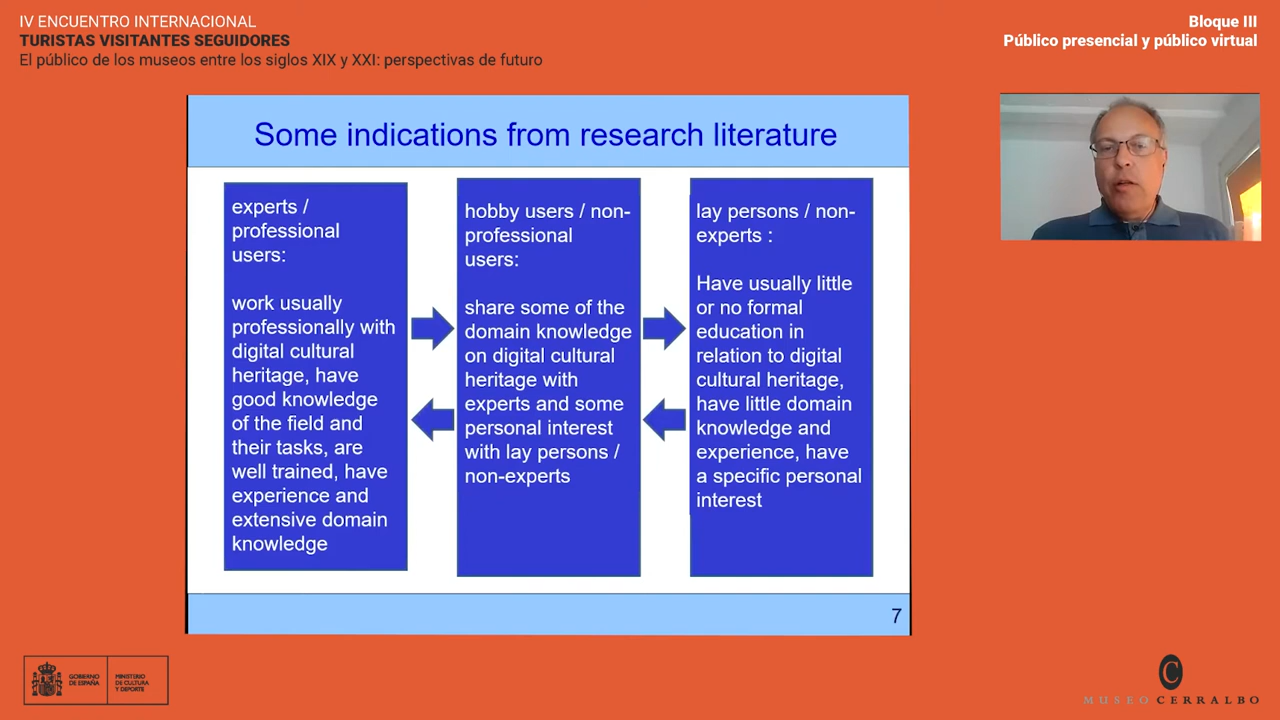 IV ENCUENTRO INTERNACIONAL
TURISTAS VISITANTES SEGUIDORES
El público de los museos entre los siglos XIX y XXI: perspectivas de futuro
Bloque III
Público presencial y público virtual
Some indications from research literature
experts /
professional
users:
work usually
professionally with
digital cultural
heritage, have
good knowledge
of the field and
their tasks, are
well trained, have
experience and
extensive domain
knowledge
hobby users / non-
professional
users:
share some of the
domain knowledge
on digital cultural
heritage with
experts and some
personal interest
with lay persons /
non-experts
lay persons / non-
experts :
Have usually little
or no formal
education in
relation to digital
cultural heritage,
have little domain
knowledge and
experience, have
a specific personal
interest
7
GOBIERNO
DE ESPAÑA
MINISTERIO
DE CULTURA
Y DEPORTE
C
MUSEO CERRALBO